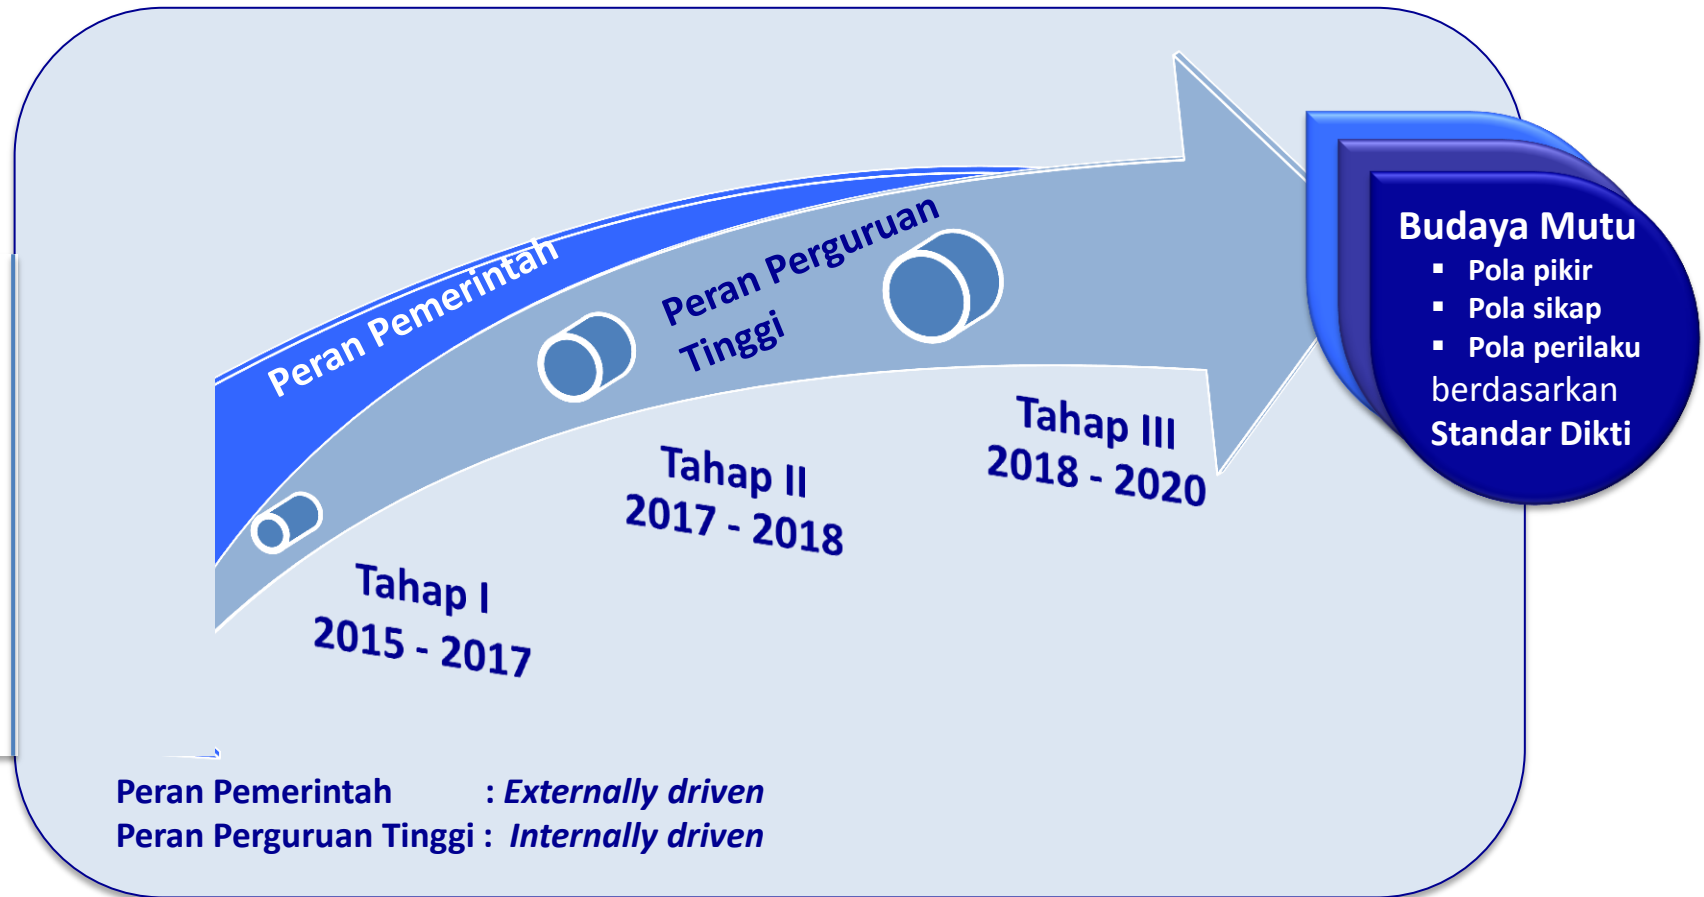 Peran Pemerintah
Peran Perguruan
Tinggi
Budaya Mutu
▪ Pola pikir
▪ Pola sikap
▪ Pola perilaku
berdasarkan
Standar Dikti
Tahap I
2015 - 2017
Tahap II
2017 - 2018
Tahap III
2018 - 2020
Peran Pemerintah : Externally driven
Peran Perguruan Tinggi : Internally driven